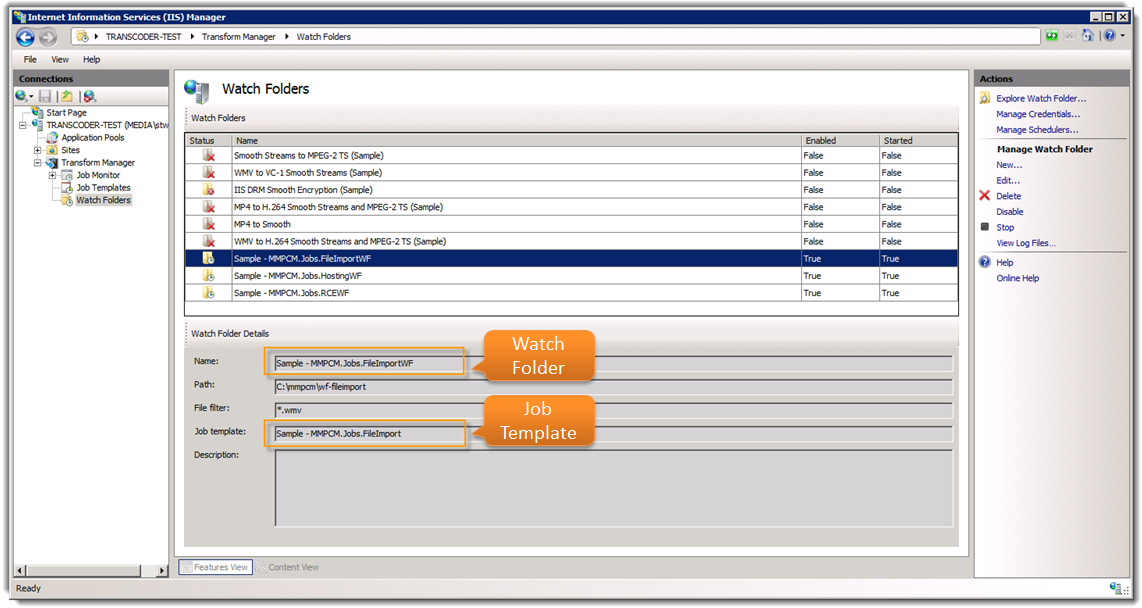 Internet Information Services (IIS) Manager
TRANSCODER-TEST Transform Manager Watch Folders
File View Help
Connections
Start Page
TRANSCODER-TEST (MEDIA\stw
Application Pools
Sites
Transform Manager
Job Monitor
Job Templates
Watch Folders
Watch Folders
Watch Folders
Status Name Enabled Started
Smooth Streams to MPEG-2 TS (Sample) False False
WMV to VC-1 Smooth Streams (Sample) False False
IIS DRM Smooth Encryption (Sample) False False
MP4 to H.264 Smooth Streams and MPEG-2 TS (Sample) False False
MP4 to Smooth False False
WMV to H.264 Smooth Streams and MPEG-2 TS (Sample) False False
Sample - MMPCM.Jobs.FileImportWF True True
Sample - MMPCM.Jobs.HostingWF True True
Sample - MMPCM.Jobs.RCEWF True True
Watch Folder Details
Name: Sample - MMPCM.Jobs.FileImportWF
Watch
Folder
Path: C:\mmpcm\wf-fileimport
File filter: *.wmv
Job template: Sample - MMPCM.Jobs.FileImport
Job
Template
Description:
Features View Content View
Actions
Explore Watch Folder...
Manage Credentials...
Manage Schedulers...
Manage Watch Folder
New...
Edit...
Delete
Disable
Stop
View Log Files...
Help
Online Help
Ready